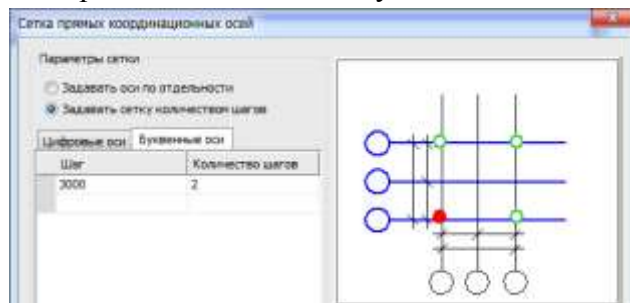 Сетка прямых координационных осей
Параметры сетки
Задавать оси по отдельности
Задавать сетку количеством шагов
Цифровые оси Буквенные оси
Шаг Количество шагов
3000 2